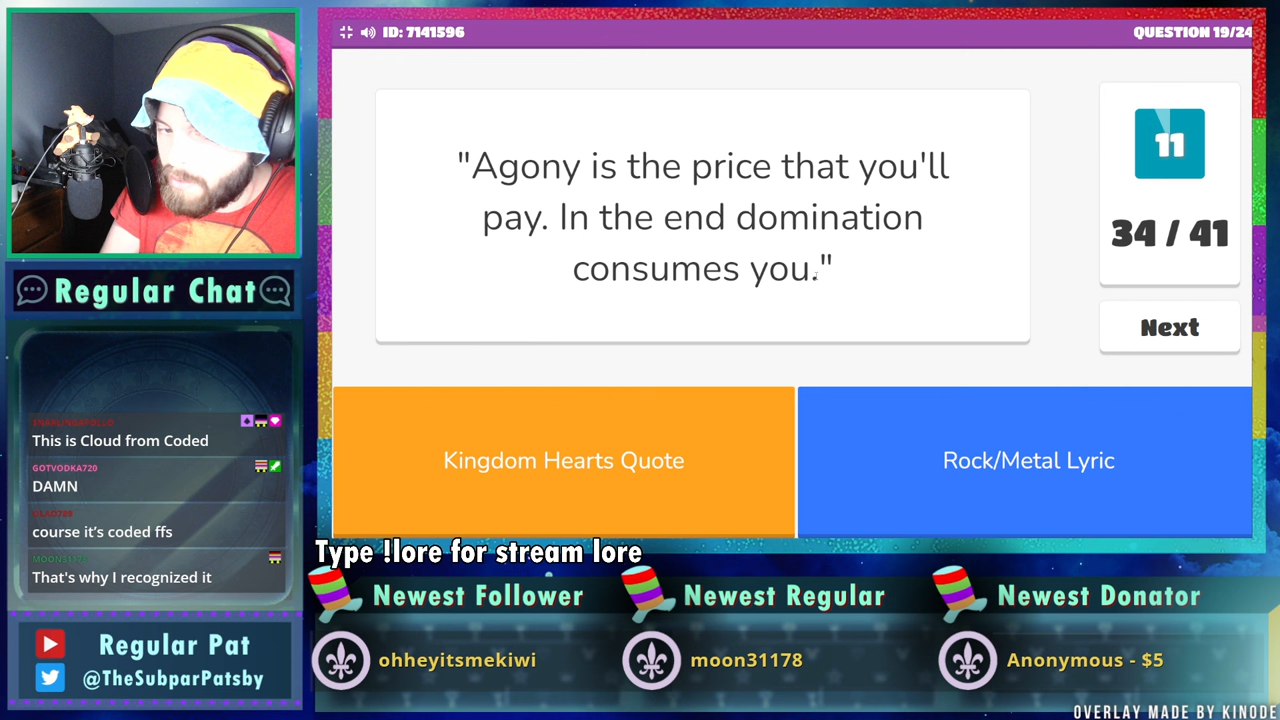 ID: 7141596
QUESTION 19/24
"Agony is the price that you'll
pay. In the end domination
consumes you."
11
34 / 41
Next
Kingdom Hearts Quote
Rock/Metal Lyric
Regular Chat
This is Cloud from Coded
GOTVODKA720
DAMN
course it's coded ffs
MOON31178
That's why I recognized it
Regular Pat
@TheSubparPatsby
Type !lore for stream lore
Newest Follower
ohheyitsmekiwi
Newest Regular
moon31178
Newest Donator
Anonymous - $5
OVERLAY MADE BY KINODE